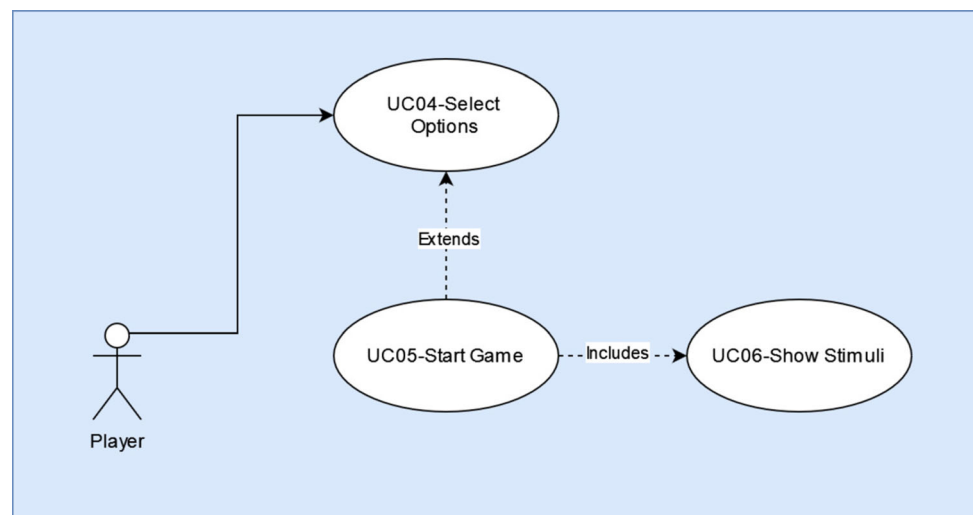 UC04-Select
Options
Extends
UC05-Start Game
Includes
UC06-Show Stimuli
Player